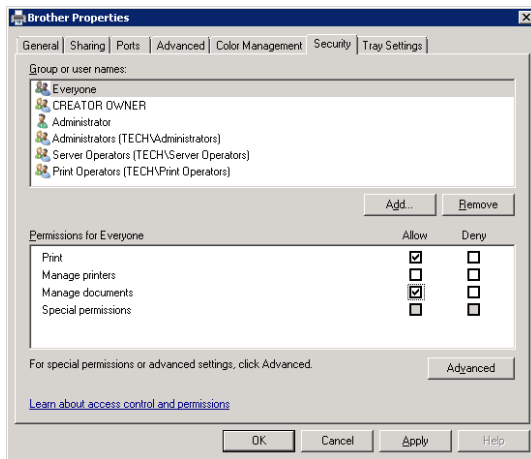 Brother Properties
General Sharing Ports Advanced Color Management Security Tray Settings
Group or user names:
Everyone
CREATOR OWNER
Administrator
Administrators (TECH\Administrators)
Server Operators (TECH\Server Operators)
Print Operators (TECH\Print Operators)
Add... Remove
Permissions for Everyone Allow Deny
Print
Manage printers
Manage documents
Special permissions
For special permissions or advanced settings, click Advanced.
Advanced
Learn about access control and permissions
OK Cancel Apply Help